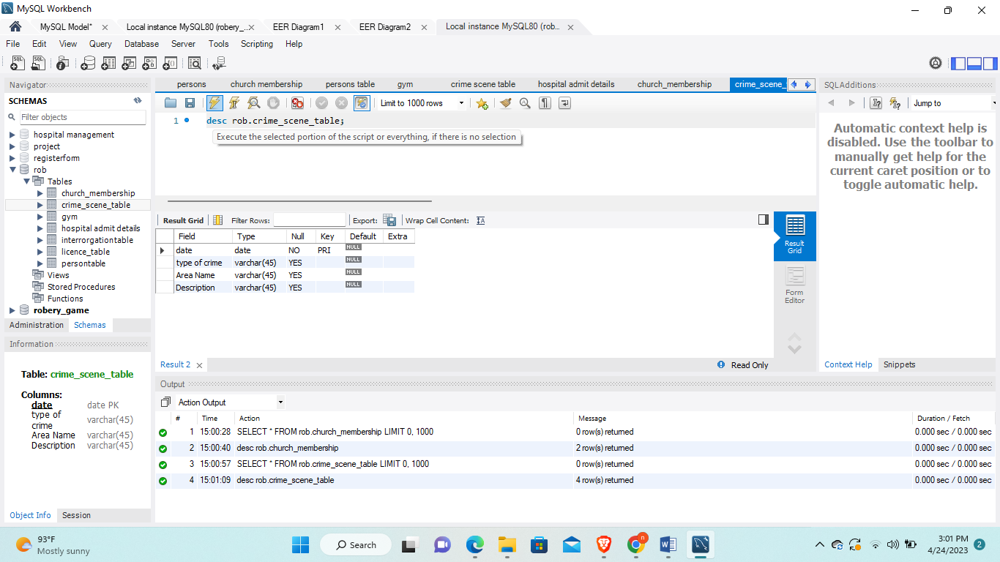 MySQL Workbench
MySQL Model* Local instance MySQL80 (robery_... EER Diagram1 EER Diagram2 Local instance MySQL80 (rob...
File Edit View Query Database Server Tools Scripting Help
Navigator
SCHEMAS
Filter objects
hospital management
project
registerform
rob
Tables
church_membership
crime_scene_table
gym
hospital admit details
interrorgationtable
licence_table
persontable
Views
Stored Procedures
Functions
robery_game
Administration Schemas
Information
Table: crime_scene_table
Columns:
date date PK
type of
crime varchar(45)
Area Name varchar(45)
Description varchar(45)
Object Info Session
persons church membership persons table gym crime scene table hospital admit details church_membership crime_scene_
Limit to 1000 rows
1 desc rob.crime_scene_table;
Execute the selected portion of the script or everything, if there is no selection
Result Grid Filter Rows: Export: Wrap Cell Content:
Field Type Null Key Default Extra
date date NO PRI NULL
type of crime varchar(45) YES NULL
Area Name varchar(45) YES NULL
Description varchar(45) YES NULL
Result
Grid
Form
Editor
Result 2 Read Only
SQLAdditions
Jump to
Automatic context help is
disabled. Use the toolbar to
manually get help for the
current caret position or to
toggle automatic help.
Context Help Snippets
Output
Action Output
# Time Action Message Duration / Fetch
1 15:00:28 SELECT * FROM rob.church_membership LIMIT 0, 1000 0 row(s) returned 0.000 sec / 0.000 sec
2 15:00:40 desc rob.church_membership 2 row(s) returned 0.000 sec / 0.000 sec
3 15:00:57 SELECT * FROM rob.crime_scene_table LIMIT 0, 1000 0 row(s) returned 0.000 sec / 0.000 sec
4 15:01:09 desc rob.crime_scene_table 4 row(s) returned 0.000 sec / 0.000 sec
93°F
Mostly sunny
Search
n
3:01 PM
4/24/2023
2